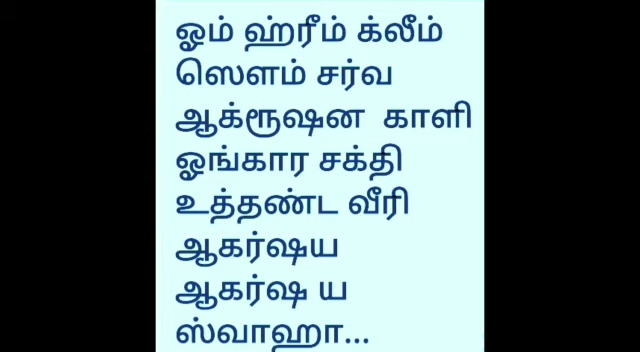 ஓம் ஹ்ரீம் க்லீம்
ஸௌம் சர்வ
ஆக்ரூஷன காளி
ஓங்கார சக்தி
உத்தண்ட வீரி
ஆகர்ஷய
ஆகர்ஷ ய
ஸ்வாஹா...